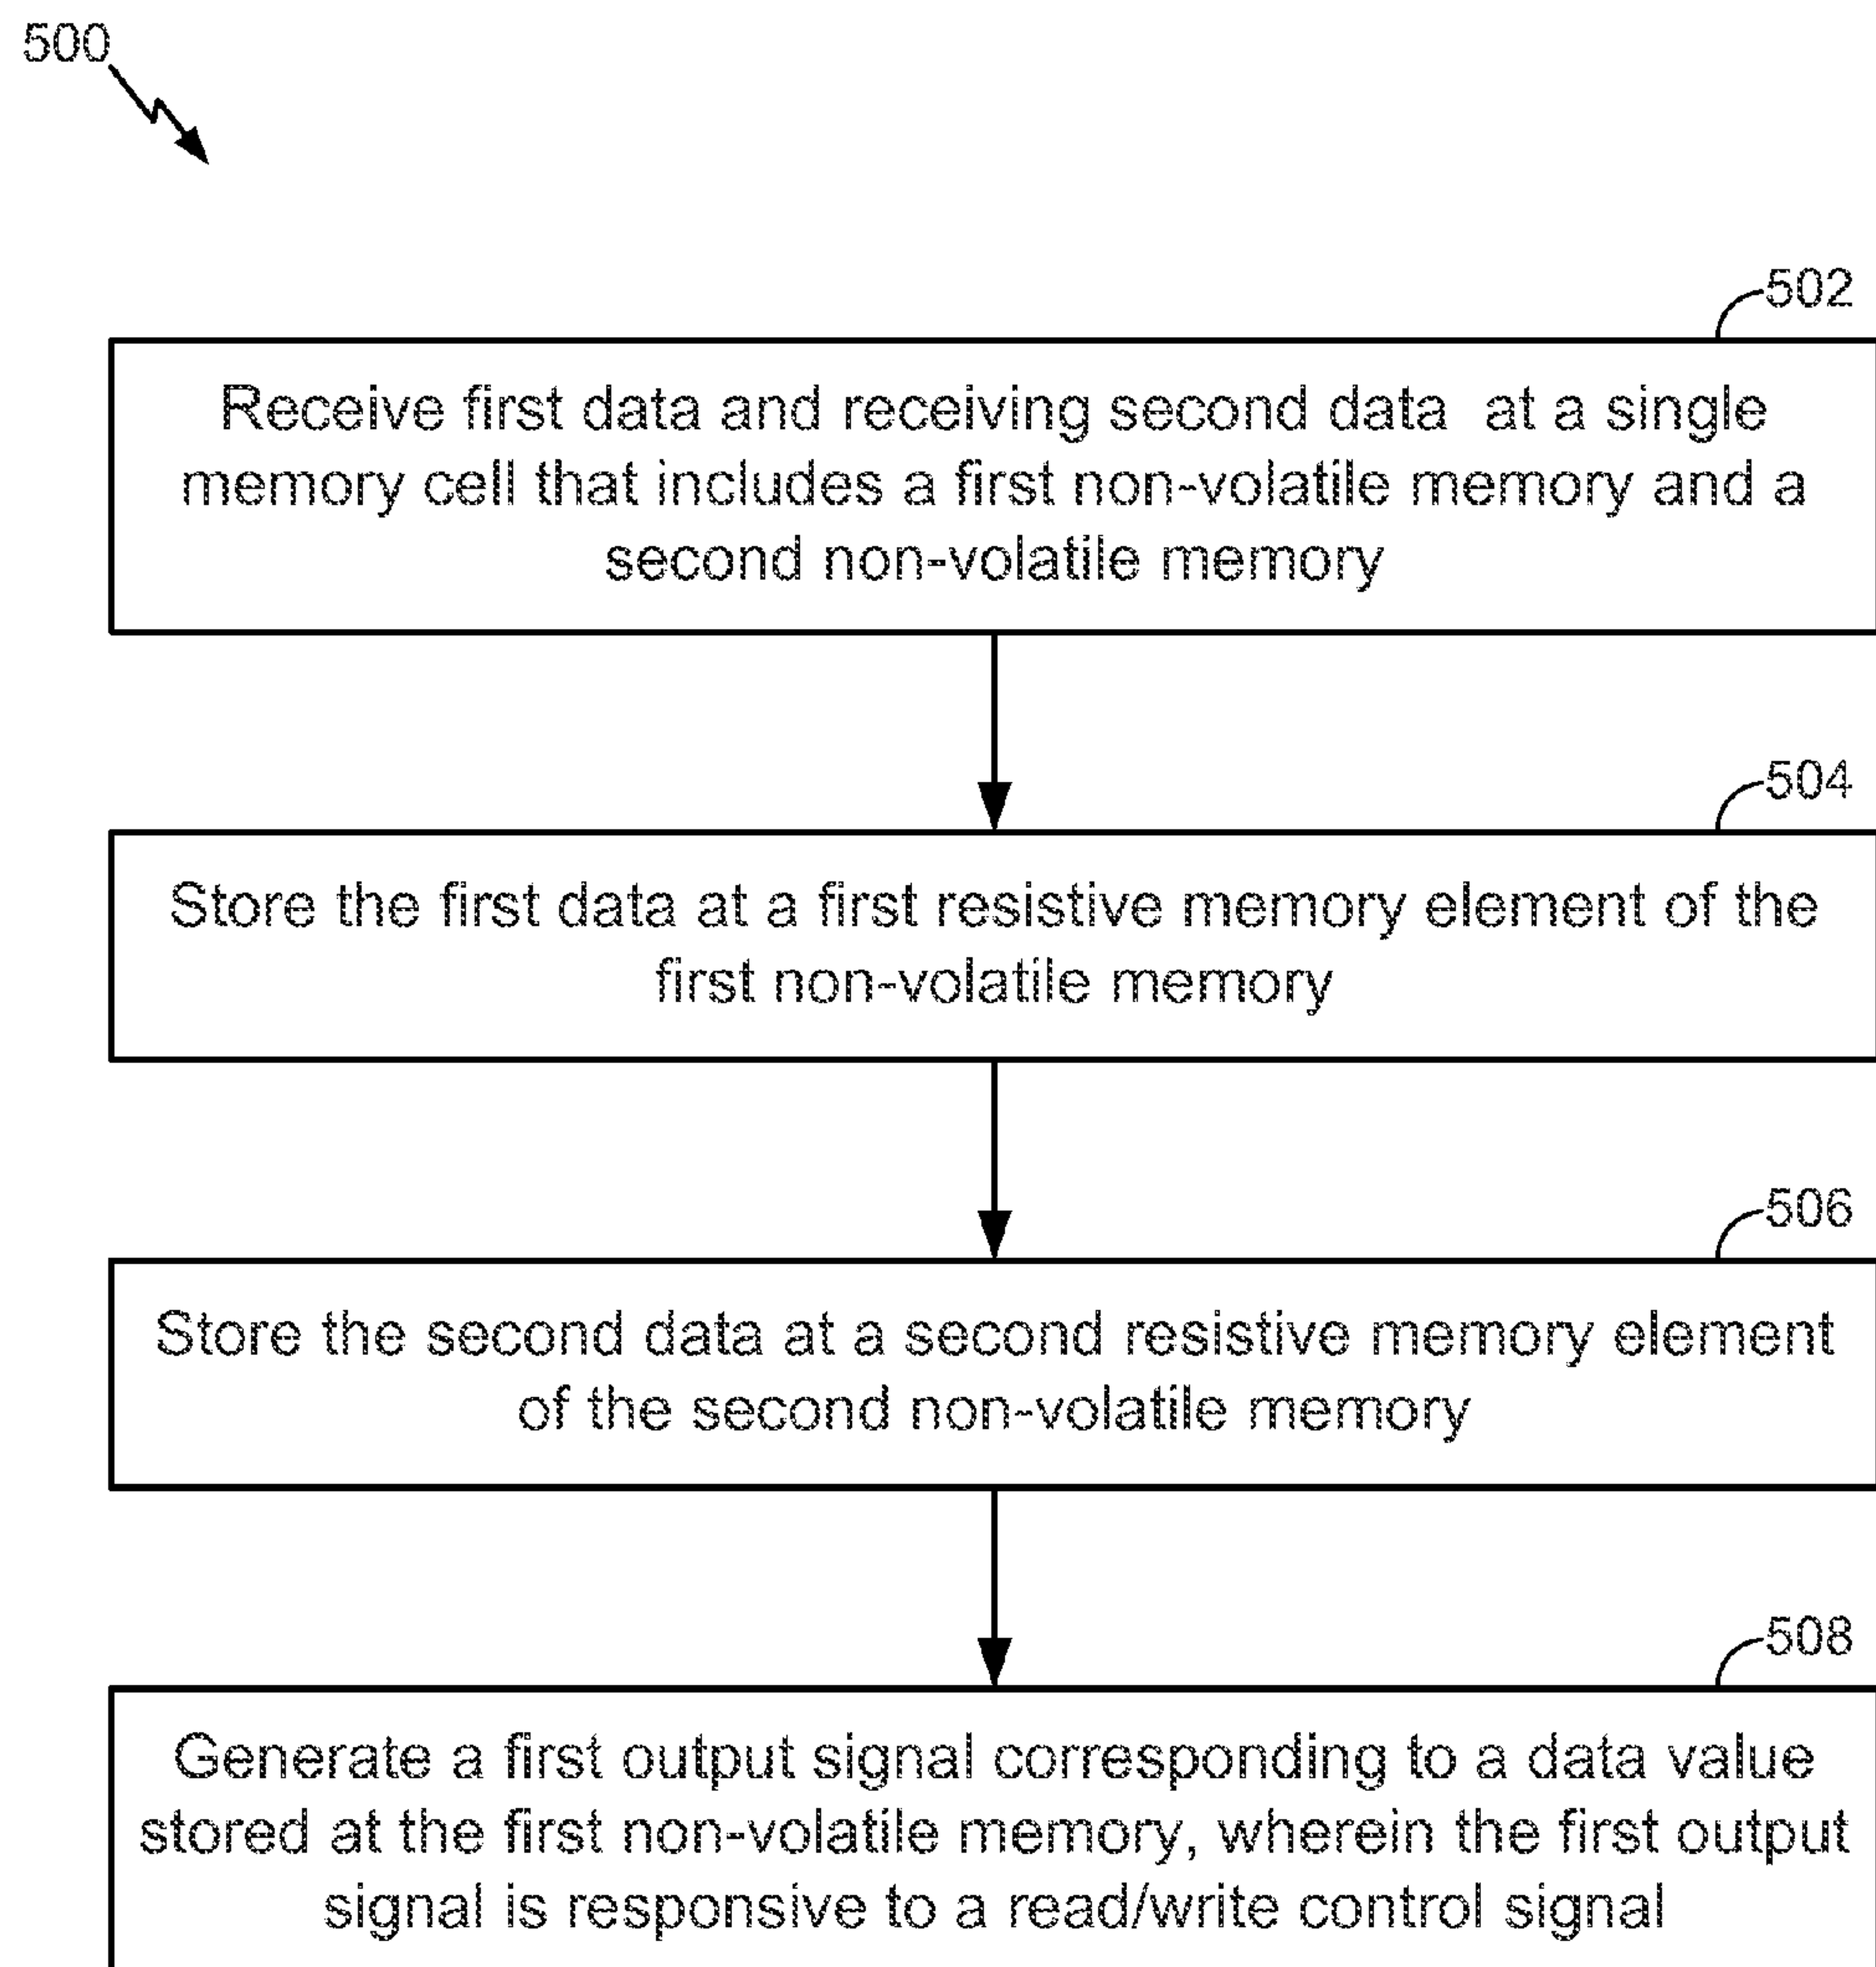 500
502
Receive first data and receiving second data at a single
memory cell that includes a first non-volatile memory and a
second non-volatile memory
504
Store the first data at a first resistive memory element of the
first non-volatile memory
506
Store the second data at a second resistive memory element
of the second non-volatile memory
508
Generate a first output signal corresponding to a data value
stored at the first non-volatile memory, wherein the first output
signal is responsive to a read/write control signal